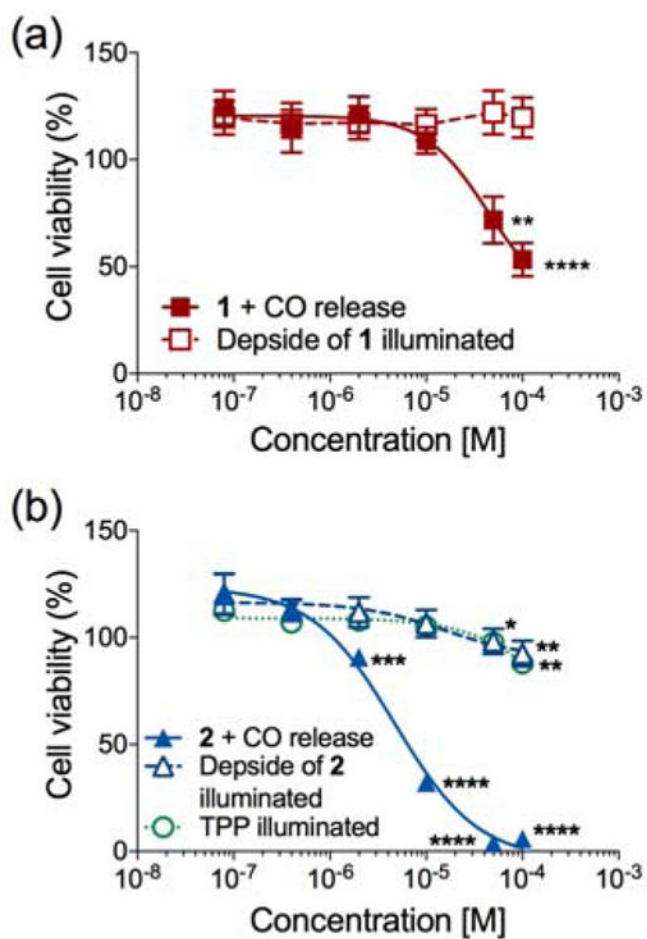 (a)
150
100
50
0
Cell viability (%)
**
****
1 + CO release
Depside of 1 illuminated
10⁻⁸ 10⁻⁷ 10⁻⁶ 10⁻⁵ 10⁻⁴ 10⁻³
Concentration [M]
(b)
150
100
50
0
Cell viability (%)
*
**
**
***
****
****
****
2 + CO release
Depside of 2
illuminated
TPP illuminated
10⁻⁸ 10⁻⁷ 10⁻⁶ 10⁻⁵ 10⁻⁴ 10⁻³
Concentration [M]